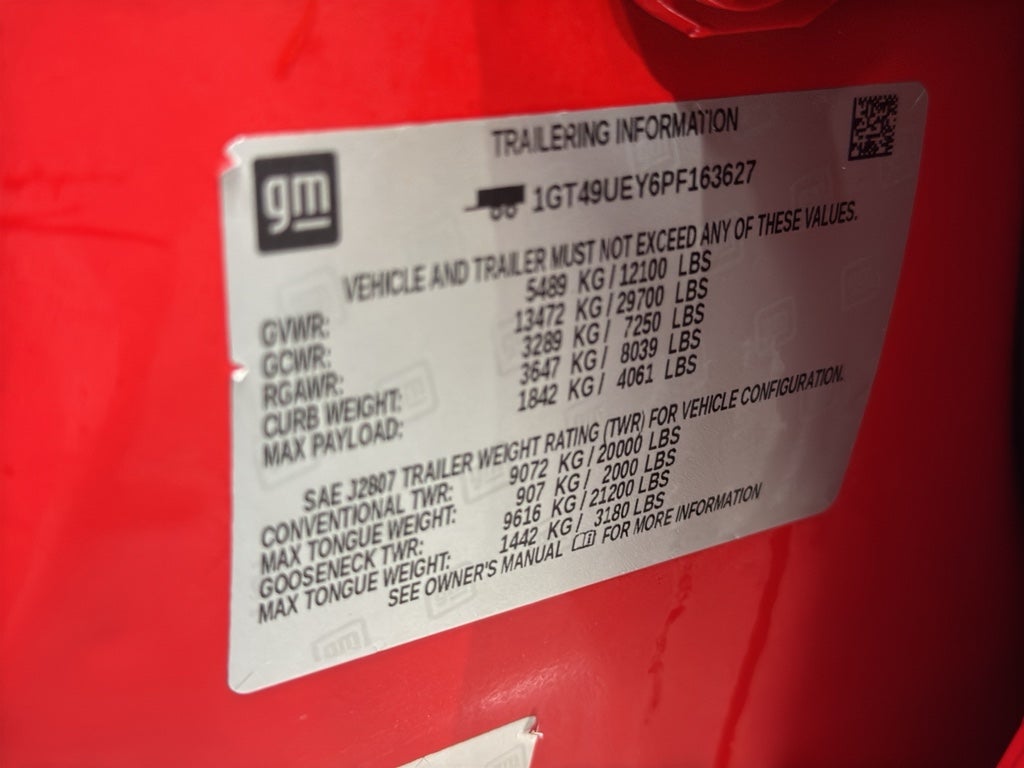 gm
TRAILERING INFORMATION
1GT49UEY6PF163627
VEHICLE AND TRAILER MUST NOT EXCEED ANY OF THESE VALUES.
GVWR: 5489 KG/12100 LBS
GCWR: 13472 KG/29700 LBS
RGAWR: 3289 KG/ 7250 LBS
CURB WEIGHT: 3647 KG/ 8039 LBS
MAX PAYLOAD: 1842 KG/ 4061 LBS
SAE J2807 TRAILER WEIGHT RATING (TWR) FOR VEHICLE CONFIGURATION.
CONVENTIONAL TWR: 9072 KG/20000 LBS
MAX TONGUE WEIGHT: 907 KG/ 2000 LBS
GOOSENECK TWR: 9616 KG/21200 LBS
MAX TONGUE WEIGHT: 1442 KG/ 3180 LBS
SEE OWNER'S MANUAL FOR MORE INFORMATION